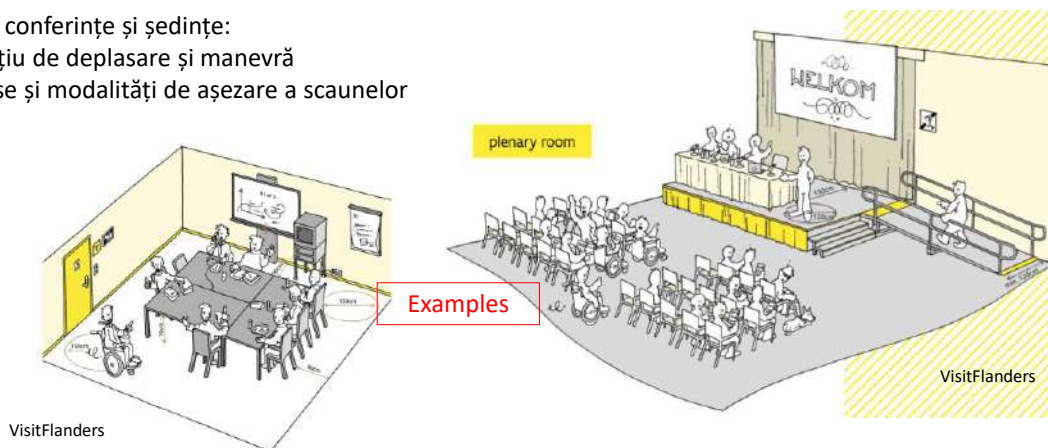 conferințe și ședințe:
țiu de deplasare și manevră
se și modalități de așezare a scaunelor
plenary room
WELKOM
Examples
150cm
VisitFlanders
VisitFlanders